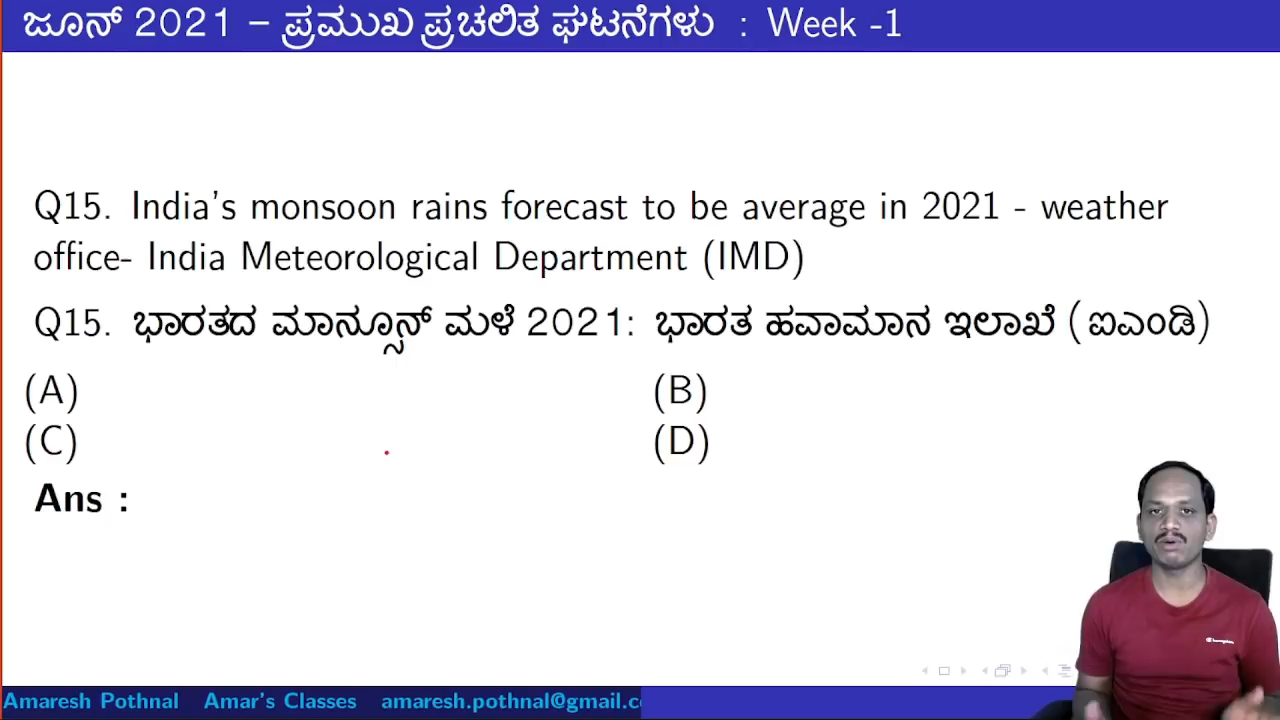 ಜೂನ್ 2021 – ಪ್ರಮುಖ ಪ್ರಚಲಿತ ಘಟನೆಗಳು : Week -1
Q15. India's monsoon rains forecast to be average in 2021 - weather
office- India Meteorological Department (IMD)
Q15. ಭಾರತದ ಮಾನ್ಸೂನ್ ಮಳೆ 2021: ಭಾರತ ಹವಾಮಾನ ಇಲಾಖೆ (ಐಎಂಡಿ)
(A) (B)
(C) (D)
Ans :
Champion
Amaresh Pothnal Amar's Classes amaresh.pothnal@gmail.c